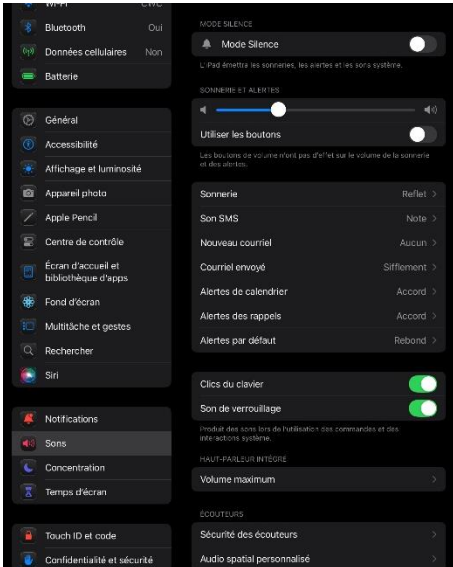 Wi-Fi
CWC
Bluetooth
Oui
Données cellulaires
Non
Batterie
Général
Accessibilité
Affichage et luminosité
Appareil photo
Apple Pencil
Centre de contrôle
Écran d'accueil et
bibliothèque d'apps
Fond d'écran
Multitâche et gestes
Rechercher
Siri
Notifications
Sons
Concentration
Temps d'écran
Touch ID et code
Confidentialité et sécurité
MODE SILENCE
Mode Silence
L'iPad émettra les sonneries, les alertes et les sons système.
SONNERIE ET ALERTES
Utiliser les boutons
Les boutons de volume n'ont pas d'effet sur le volume de la sonnerie
et des alertes.
Sonnerie
Reflet
Son SMS
Note
Nouveau courriel
Aucun
Courriel envoyé
Sifflement
Alertes de calendrier
Accord
Alertes des rappels
Accord
Alertes par défaut
Rebond
Clics du clavier
Son de verrouillage
Produit des sons lors de l'utilisation des commandes et des
interactions système.
HAUT-PARLEUR INTÉGRÉ
Volume maximum
ÉCOUTEURS
Sécurité des écouteurs
Audio spatial personnalisé